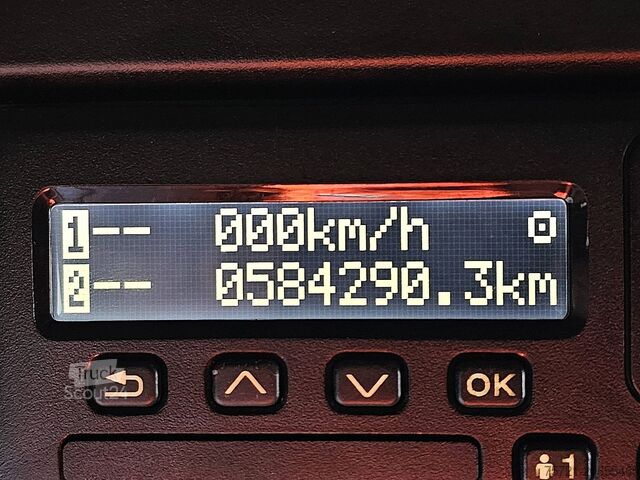 1-- 000km/h
2-- 0584290.3km
Truck
Scout24
OK
1